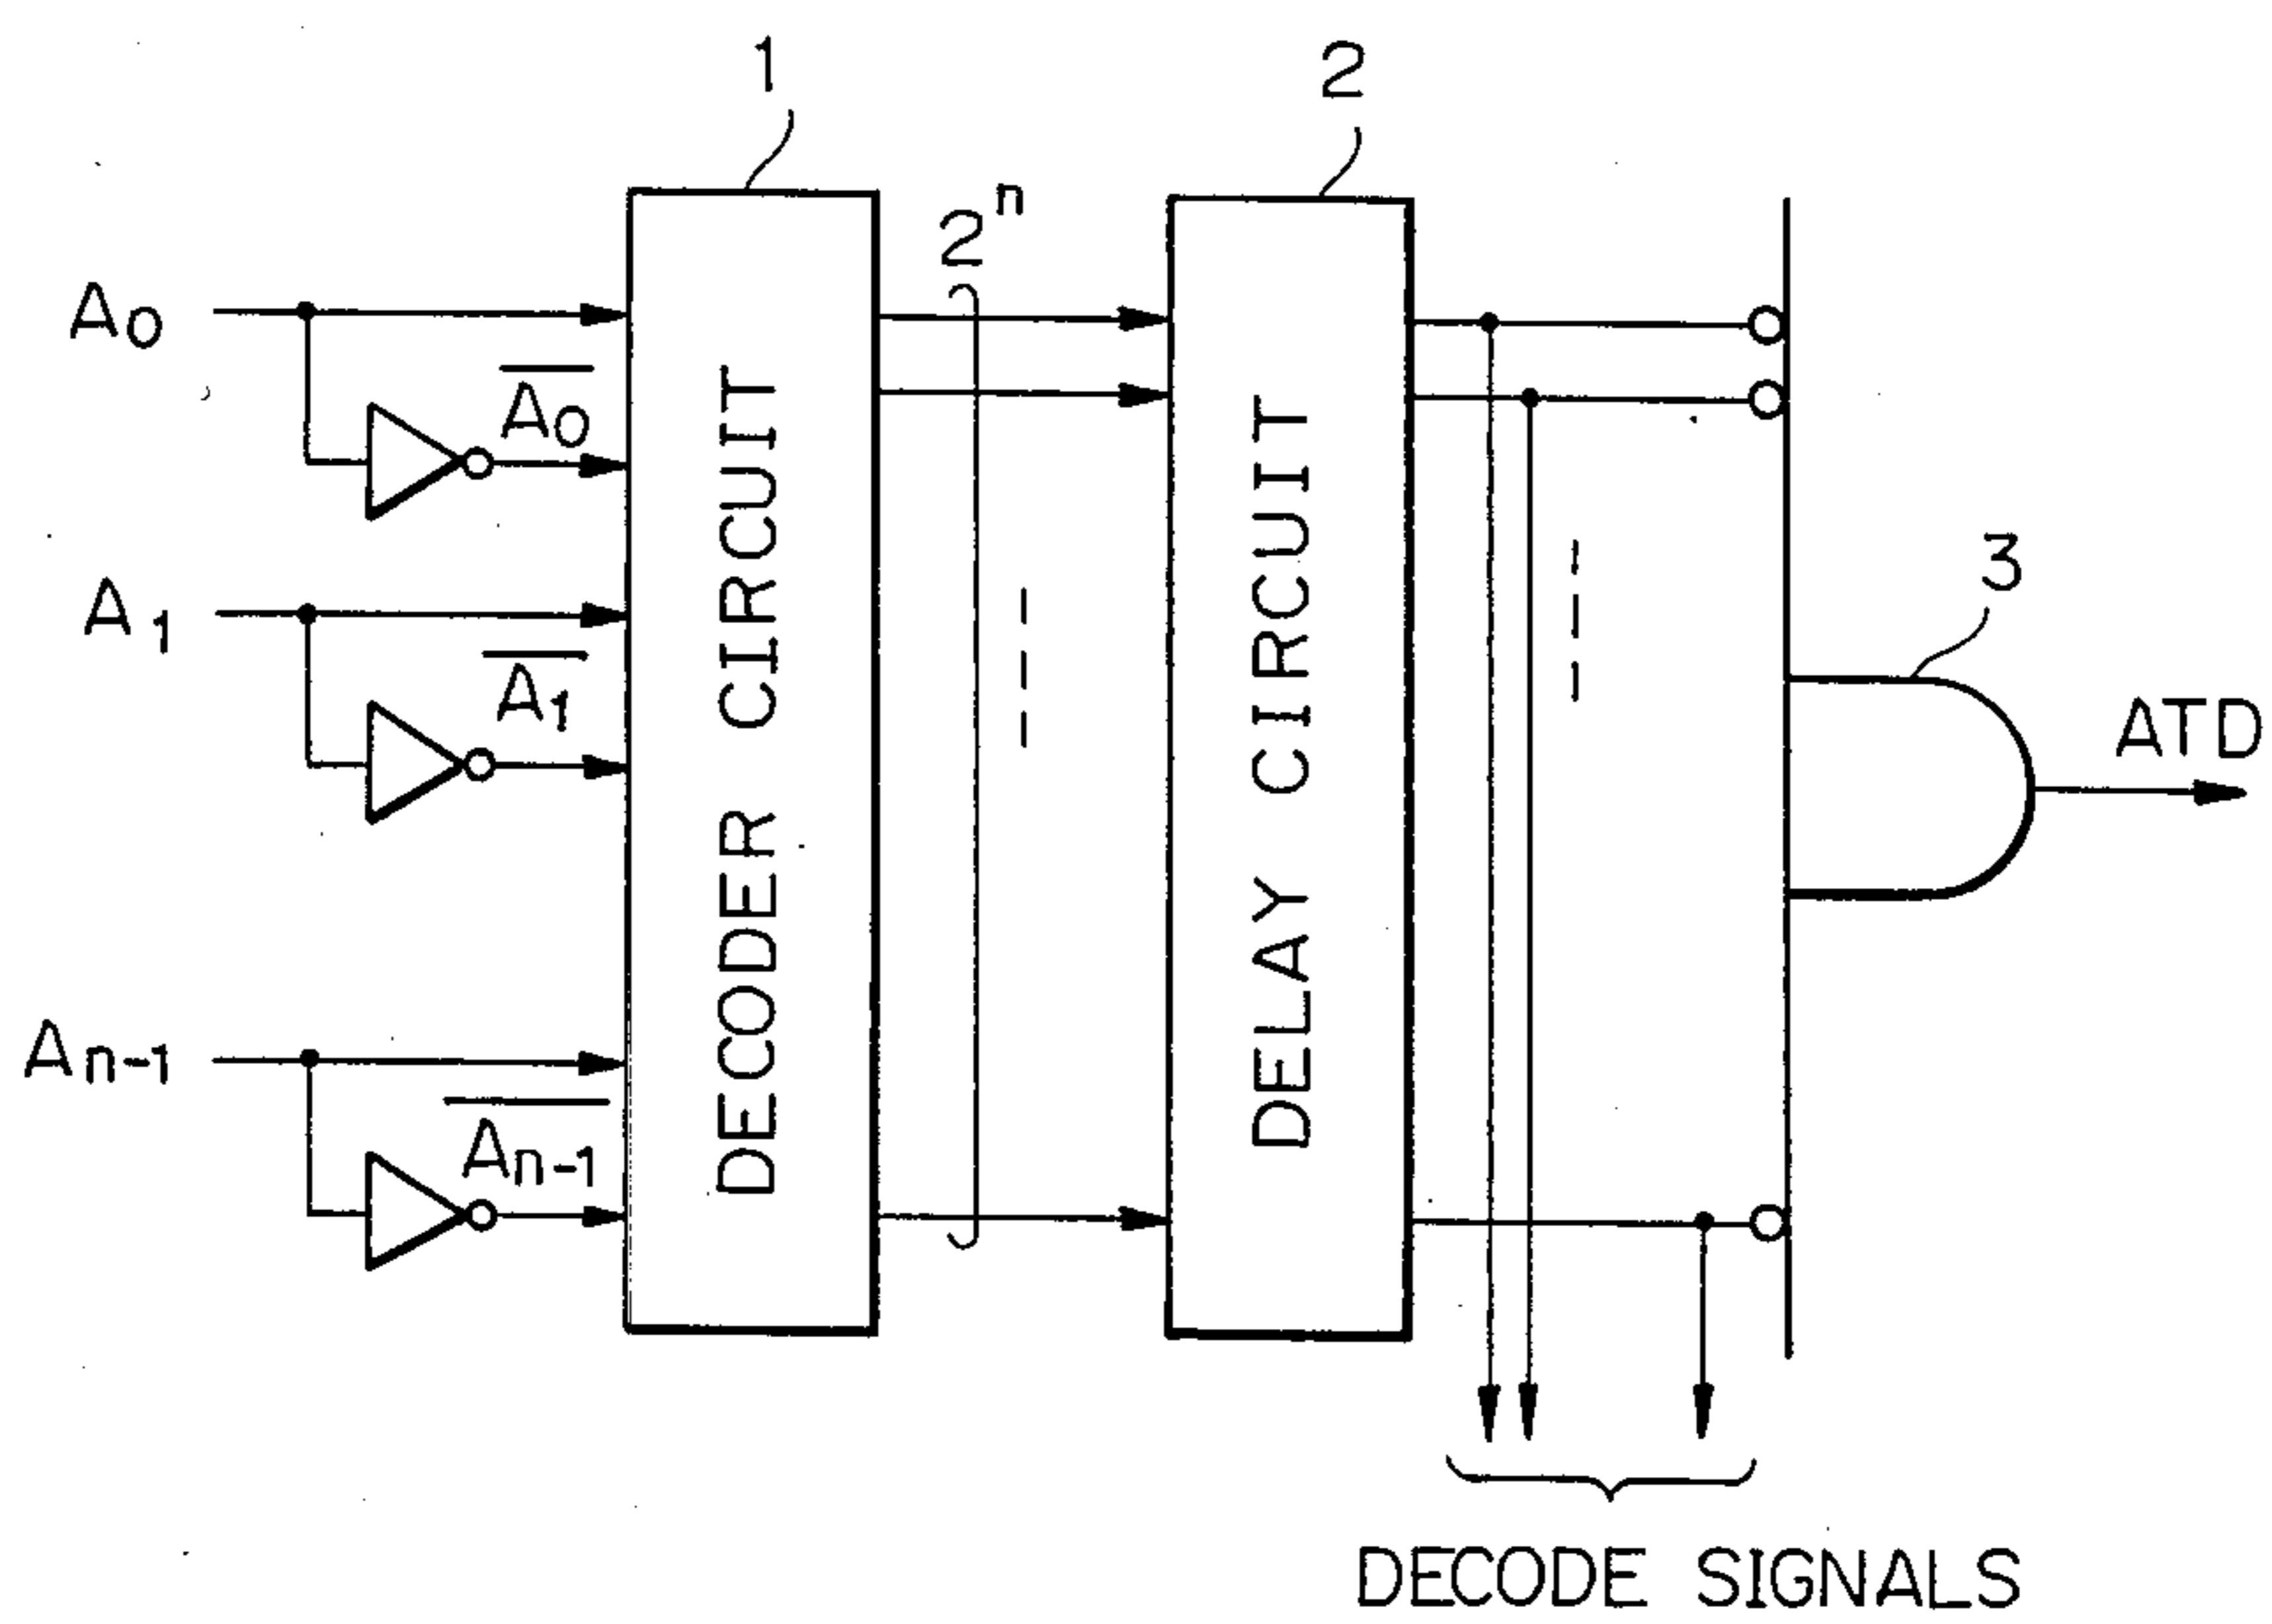 1
2
2ⁿ
A₀
A̅₀̅
A₁
A̅₁̅
3
ATD
Aₙ₋₁
A̅ₙ̅₋̅₁̅
DECODER CIRCUIT
DELAY CIRCUIT
DECODE SIGNALS